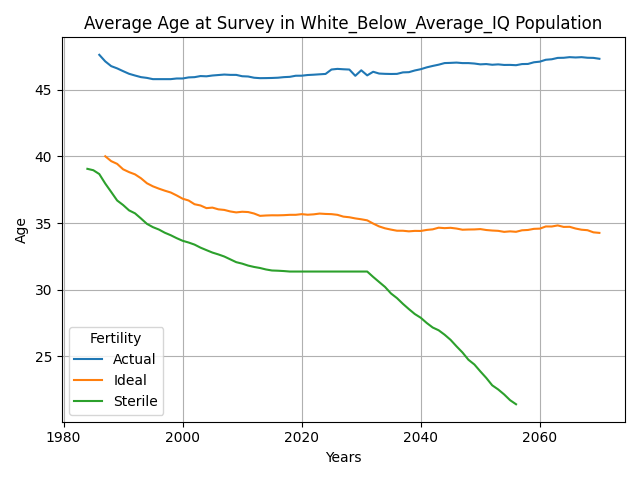 Average Age at Survey in White_Below_Average_IQ Population
Age
45
40
35
30
25
Fertility
Actual
Ideal
Sterile
1980
2000
2020
2040
2060
Years